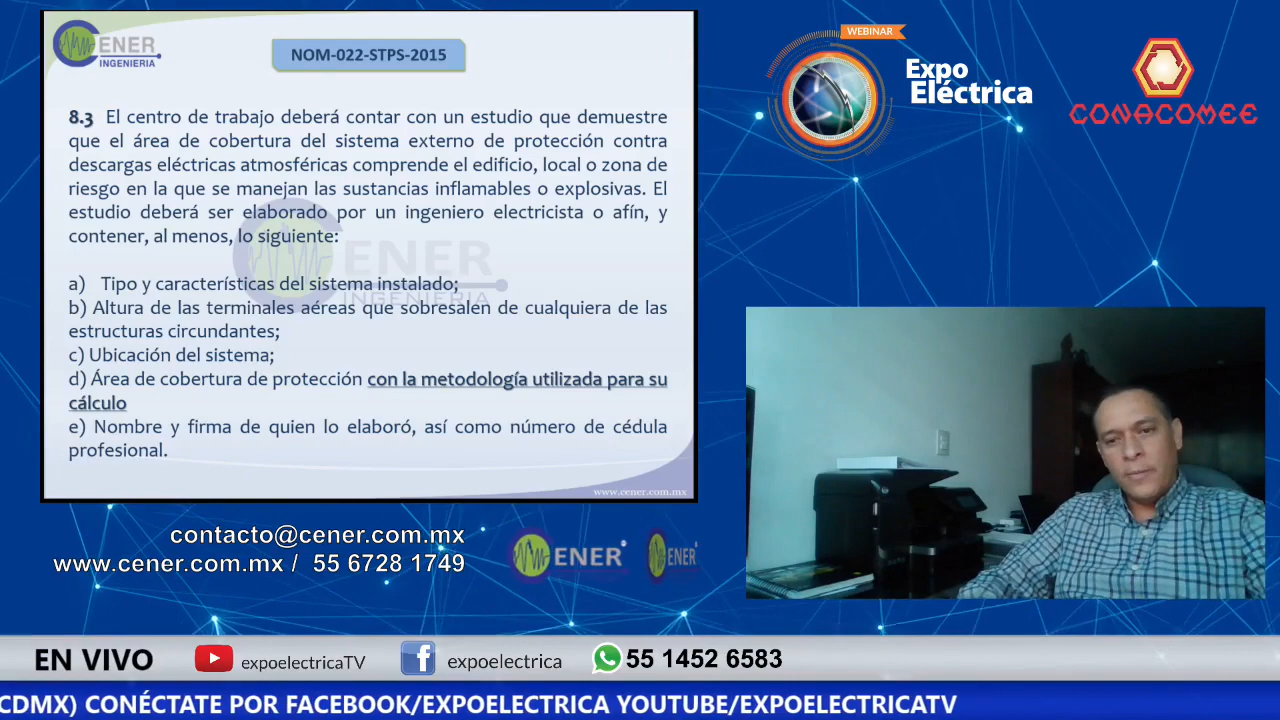 CENER
INGENIERIA
NOM-022-STPS-2015
8.3 El centro de trabajo deberá contar con un estudio que demuestre
que el área de cobertura del sistema externo de protección contra
descargas eléctricas atmosféricas comprende el edificio, local o zona de
riesgo en la que se manejan las sustancias inflamables o explosivas. El
estudio deberá ser elaborado por un ingeniero electricista o afín, y
contener, al menos, lo siguiente:
CENER
INGENIERIA
a) Tipo y características del sistema instalado;
b) Altura de las terminales aéreas que sobresalen de cualquiera de las
estructuras circundantes;
c) Ubicación del sistema;
d) Área de cobertura de protección con la metodología utilizada para su
cálculo
e) Nombre y firma de quien lo elaboró, así como número de cédula
profesional.
www.cener.com.mx
WEBINAR
Expo
Eléctrica
CONACOMEE
contacto@cener.com.mx
www.cener.com.mx / 55 6728 1749
CENER
CENER
EN VIVO
expoelectricaTV
expoelectrica
55 1452 6583
CDMX) CONÉCTATE POR FACEBOOK/EXPOELECTRICA YOUTUBE/EXPOELECTRICATV